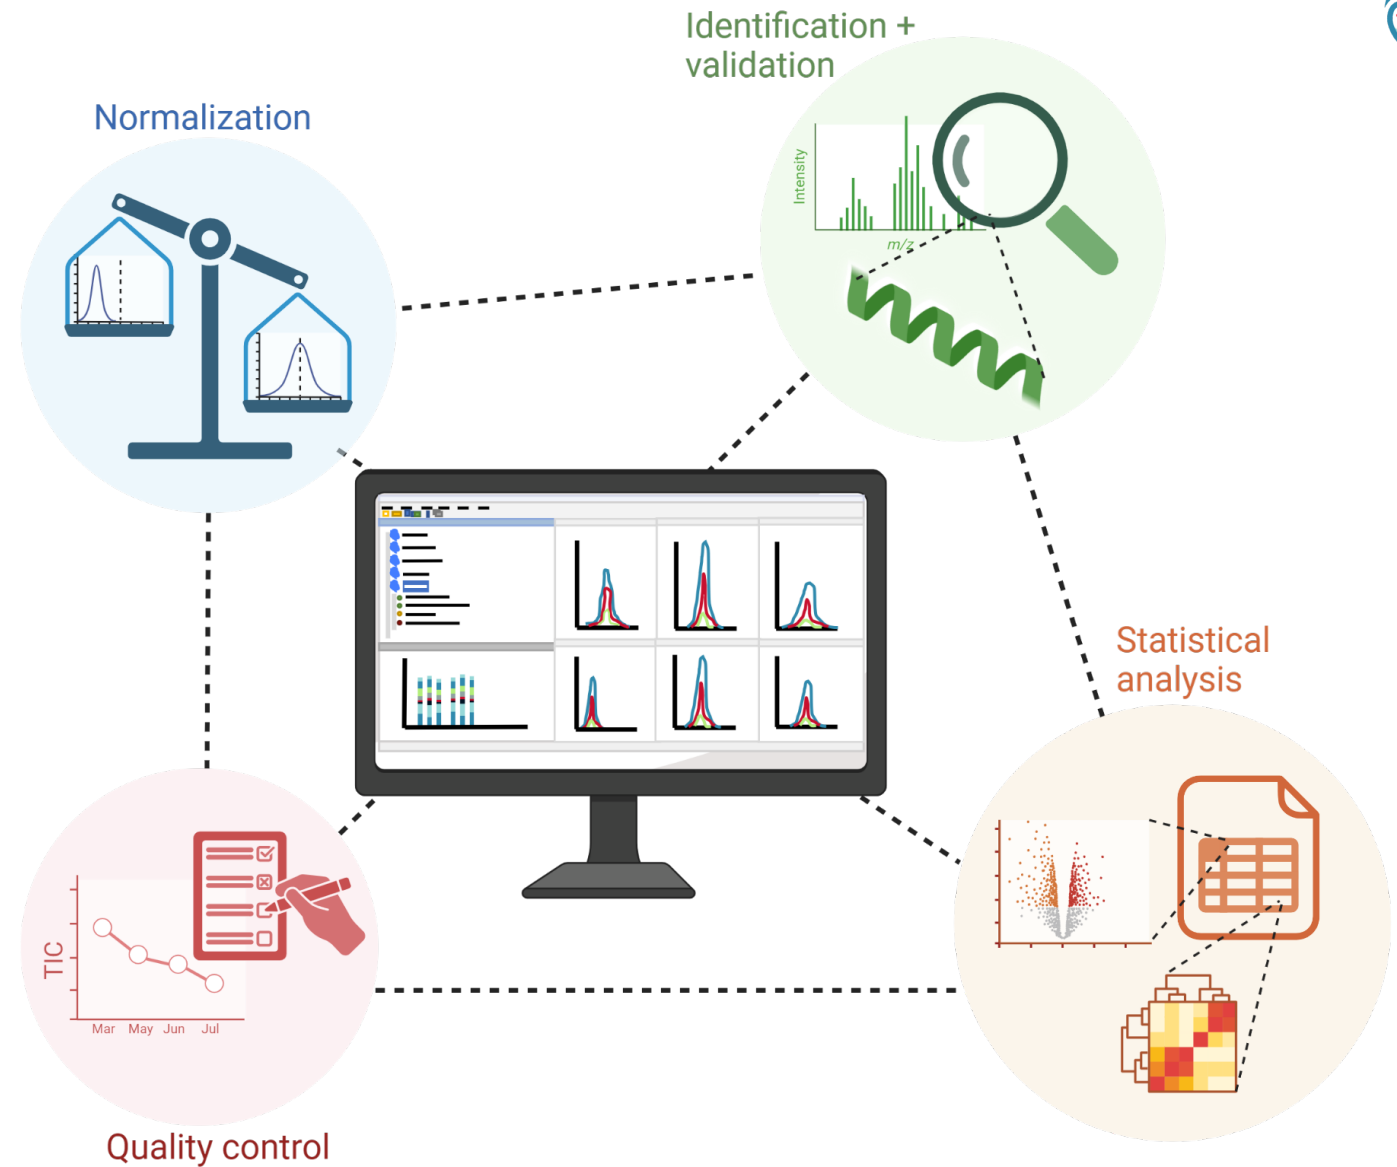 Identification +
validation
Normalization
Intensity
m/z
Statistical
analysis
TIC
Mar May Jun Jul
Quality control